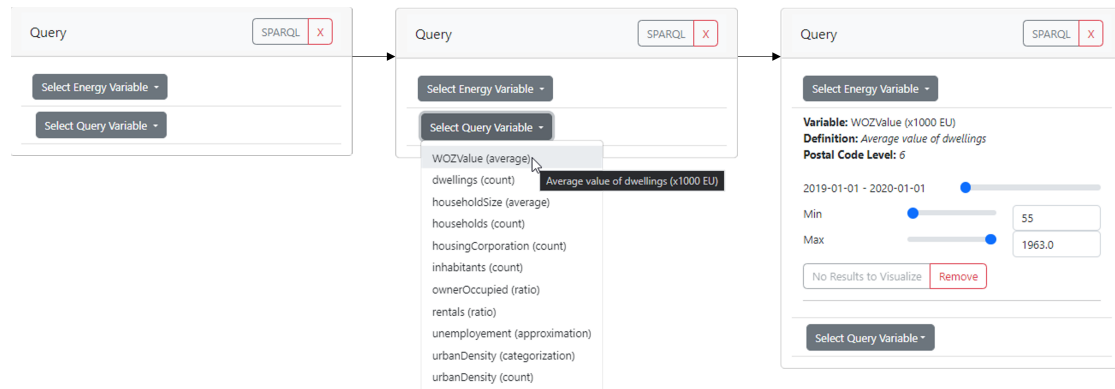 Query
SPARQL X
Select Energy Variable
Select Query Variable
Query
SPARQL X
Select Energy Variable
Select Query Variable
WOZValue (average)
Average value of dwellings (x1000 EU)
dwellings (count)
householdSize (average)
households (count)
housingCorporation (count)
inhabitants (count)
ownerOccupied (ratio)
rentals (ratio)
unemployement (approximation)
urbanDensity (categorization)
urbanDensity (count)
Query
SPARQL X
Select Energy Variable
Variable: WOZValue (x1000 EU)
Definition: Average value of dwellings
Postal Code Level: 6
2019-01-01 - 2020-01-01
Min 55
Max 1963.0
No Results to Visualize Remove
Select Query Variable